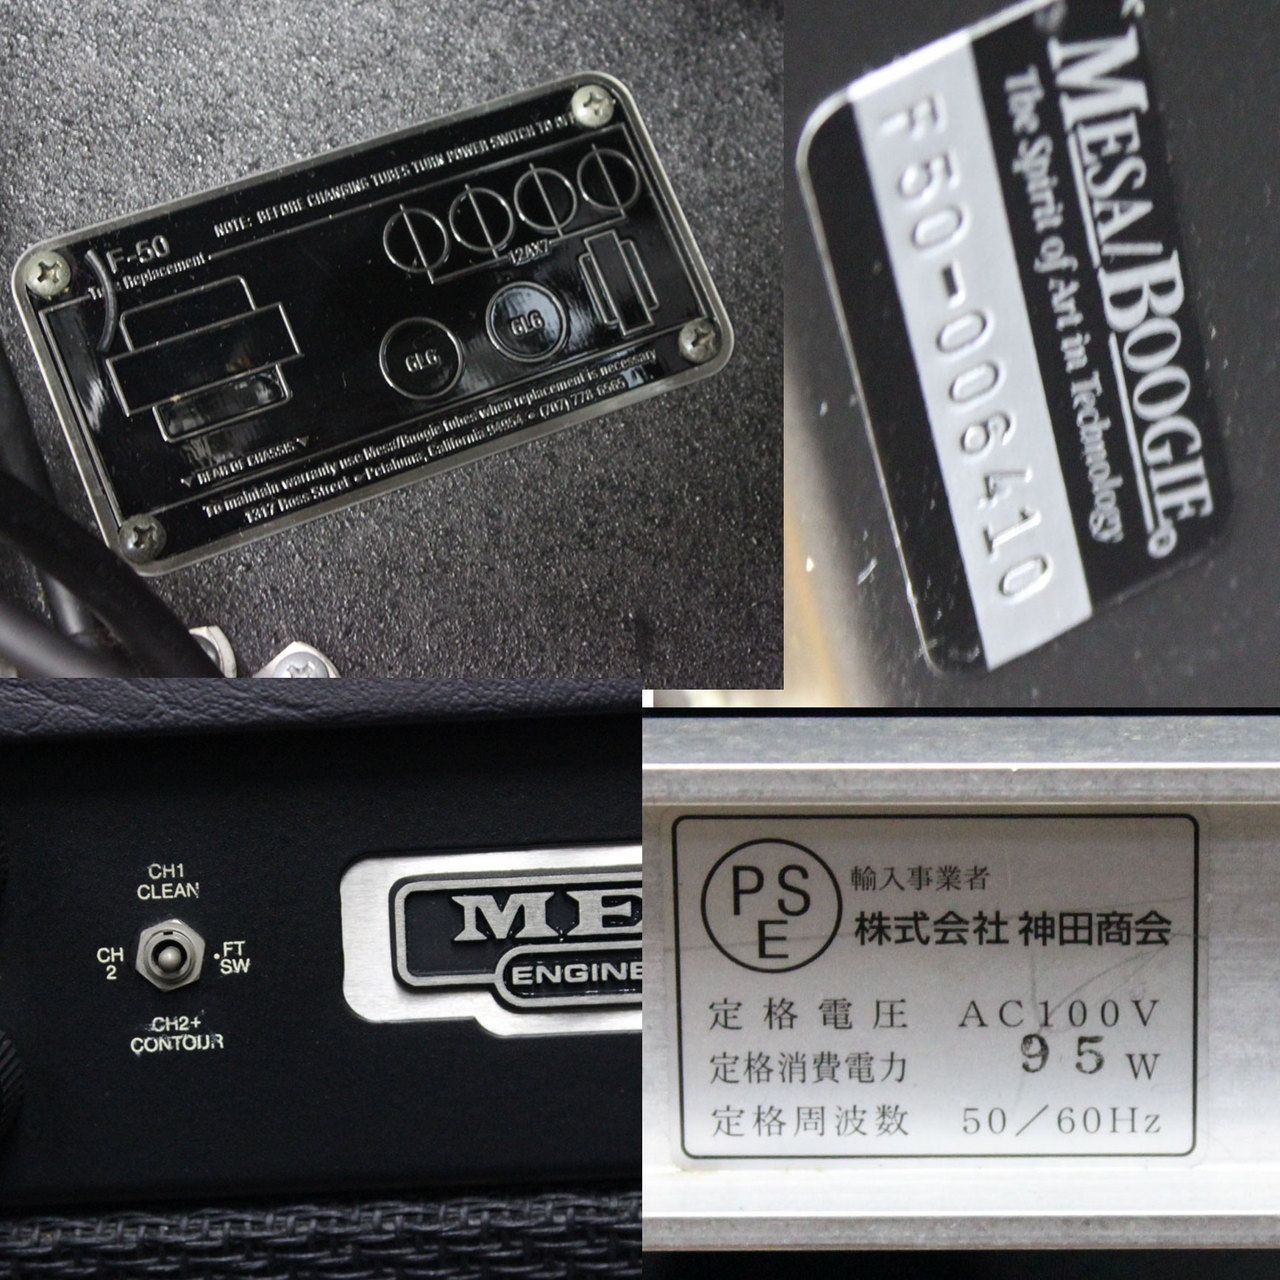 NOTE: BEFORE CHANGING TUBES TURN POWER SWITCH TO OFF
F-50
Tube Replacement
12AX7
6L6
6L6
REAR OF CHASSIS
To maintain warranty use Mesa/Boogie tubes when replacement is necessary
1317 Ross Street • Petaluma, California 94954 • (707) 778-6565
MESA/BOOGIE®
The Spirit of Art in Technology
F50-006410
CH1
CLEAN
CH
2
•FT
SW
CH2+
CONTOUR
ME
ENGINE
PSE
輸入事業者
株式会社 神田商会
定格電圧 AC100V
定格消費電力 95W
定格周波数 50/60Hz